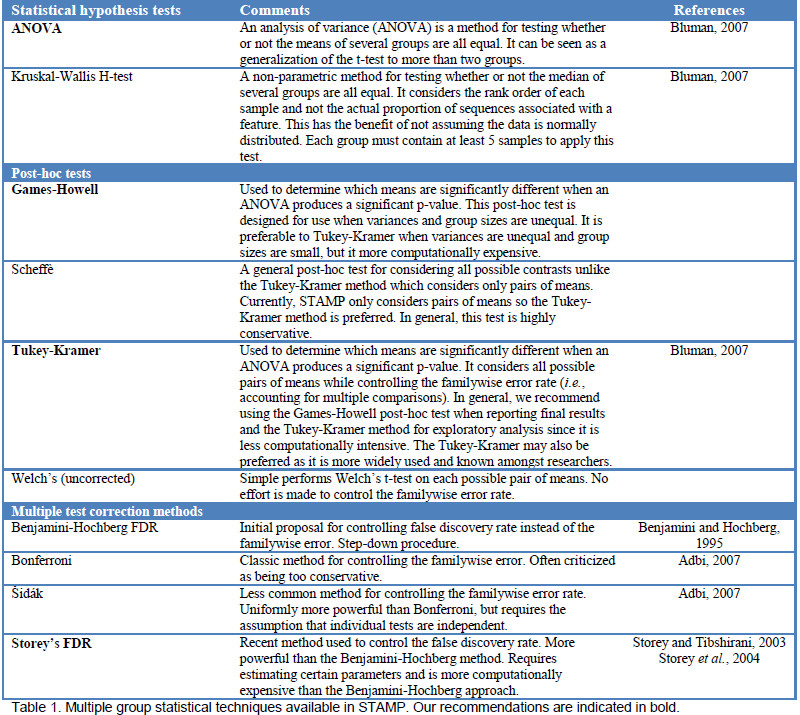 Statistical hypothesis tests Comments References
ANOVA An analysis of variance (ANOVA) is a method for testing whether Bluman, 2007
or not the means of several groups are all equal. It can be seen as a
generalization of the t-test to more than two groups.
Kruskal-Wallis H-test A non-parametric method for testing whether or not the median of Bluman, 2007
several groups are all equal. It considers the rank order of each
sample and not the actual proportion of sequences associated with a
feature. This has the benefit of not assuming the data is normally
distributed. Each group must contain at least 5 samples to apply this
test.
Post-hoc tests
Games-Howell Used to determine which means are significantly different when an
ANOVA produces a significant p-value. This post-hoc test is
designed for use when variances and group sizes are unequal. It is
preferable to Tukey-Kramer when variances are unequal and group
sizes are small, but it more computationally expensive.
Scheffè A general post-hoc test for considering all possible contrasts unlike
the Tukey-Kramer method which considers only pairs of means.
Currently, STAMP only considers pairs of means so the Tukey-
Kramer method is preferred. In general, this test is highly
conservative.
Tukey-Kramer Used to determine which means are significantly different when an Bluman, 2007
ANOVA produces a significant p-value. It considers all possible
pairs of means while controlling the familywise error rate (i.e.,
accounting for multiple comparisons). In general, we recommend
using the Games-Howell post-hoc test when reporting final results
and the Tukey-Kramer method for exploratory analysis since it is
less computationally intensive. The Tukey-Kramer may also be
preferred as it is more widely used and known amongst researchers.
Welch's (uncorrected) Simple performs Welch's t-test on each possible pair of means. No
effort is made to control the familywise error rate.
Multiple test correction methods
Benjamini-Hochberg FDR Initial proposal for controlling false discovery rate instead of the Benjamini and Hochberg,
familywise error. Step-down procedure. 1995
Bonferroni Classic method for controlling the familywise error. Often criticized Adbi, 2007
as being too conservative.
Šidák Less common method for controlling the familywise error rate. Adbi, 2007
Uniformly more powerful than Bonferroni, but requires the
assumption that individual tests are independent.
Storey's FDR Recent method used to control the false discovery rate. More Storey and Tibshirani, 2003
powerful than the Benjamini-Hochberg method. Requires Storey et al., 2004
estimating certain parameters and is more computationally
expensive than the Benjamini-Hochberg approach.
Table 1. Multiple group statistical techniques available in STAMP. Our recommendations are indicated in bold.